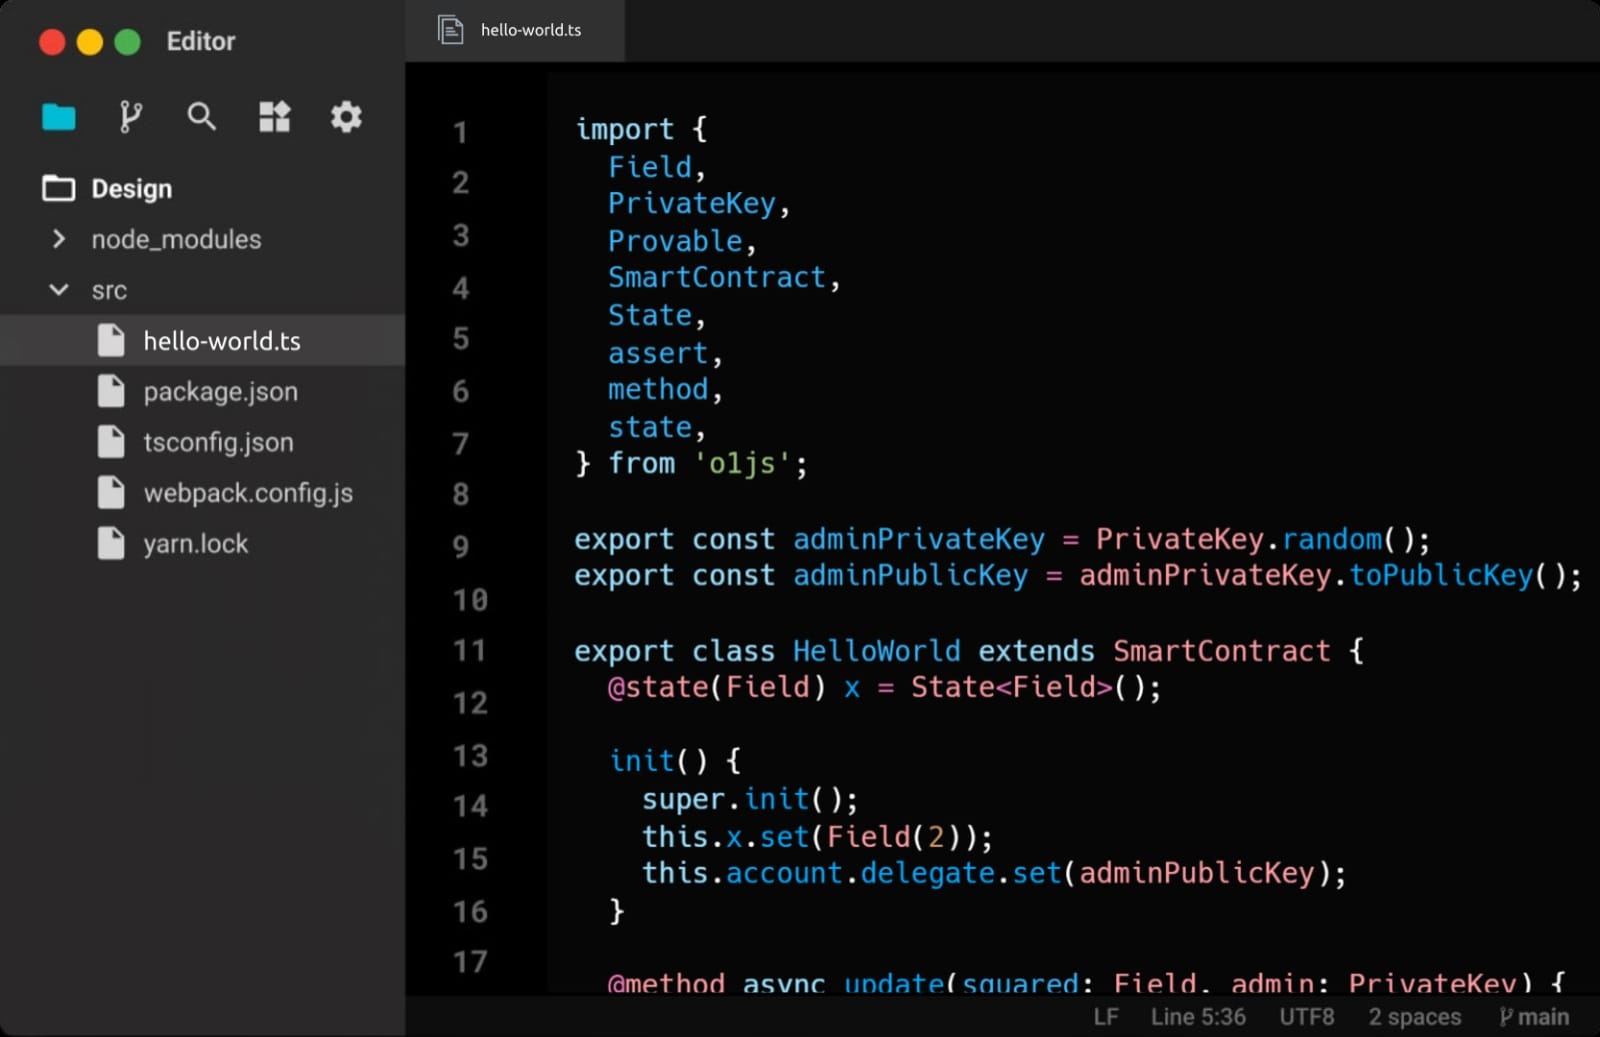 Editor
Design
node_modules
src
hello-world.ts
package.json
tsconfig.json
webpack.config.js
yarn.lock
hello-world.ts
1
2
3
4
5
6
7
8
9
10
11
12
13
14
15
16
17
import {
  Field,
  PrivateKey,
  Provable,
  SmartContract,
  State,
  assert,
  method,
  state,
} from 'o1js';
export const adminPrivateKey = PrivateKey.random();
export const adminPublicKey = adminPrivateKey.toPublicKey();
export class HelloWorld extends SmartContract {
  @state(Field) x = State<Field>();
  init() {
    super.init();
    this.x.set(Field(2));
    this.account.delegate.set(adminPublicKey);
  }
  @method async update(squared: Field, admin: PrivateKey) {
LF Line 5:36 UTF8 2 spaces main